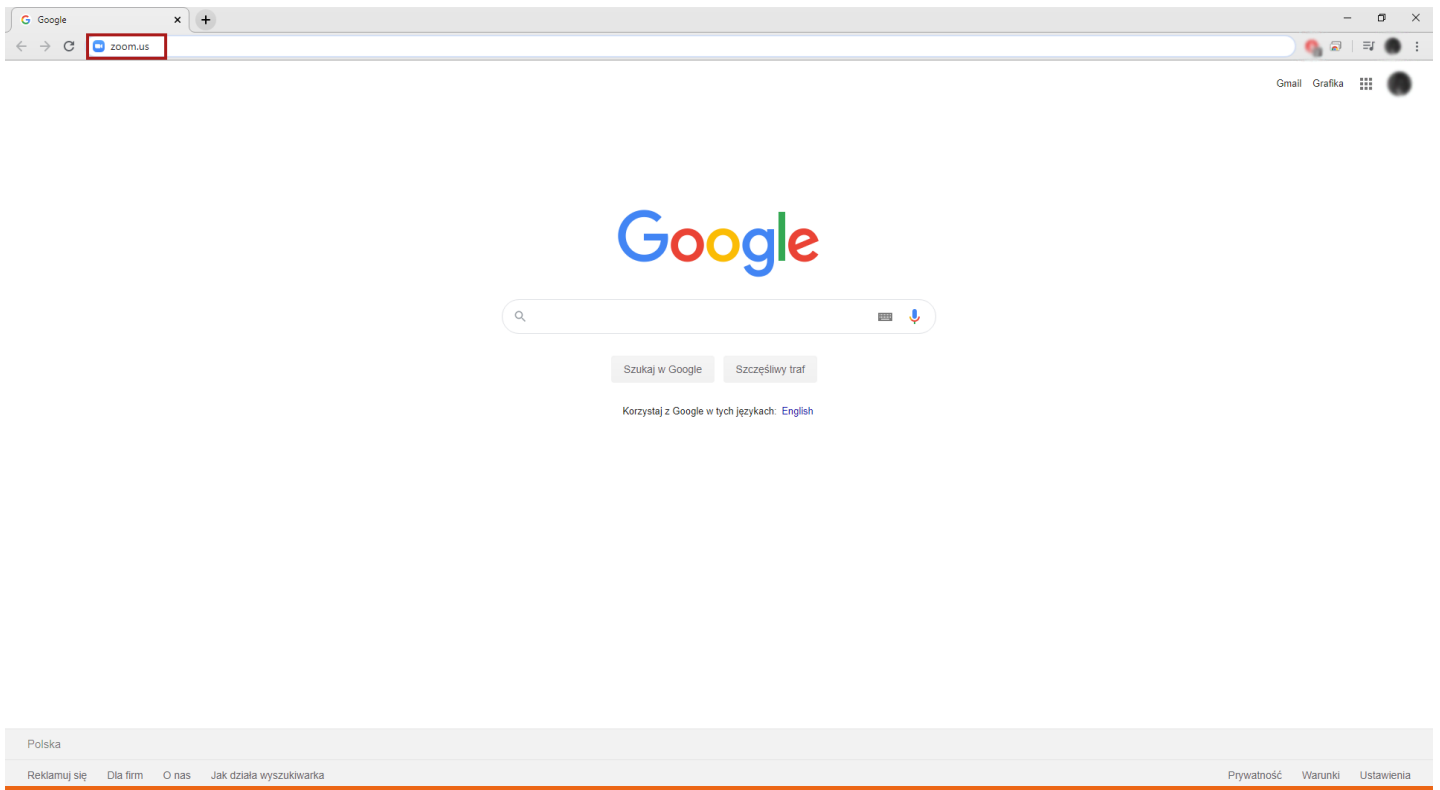 Google
zoom.us
Gmail Grafika
Google
Szukaj w Google Szczęśliwy traf
Korzystaj z Google w tych językach: English
Polska
Reklamuj się Dla firm O nas Jak działa wyszukiwarka Prywatność Warunki Ustawienia